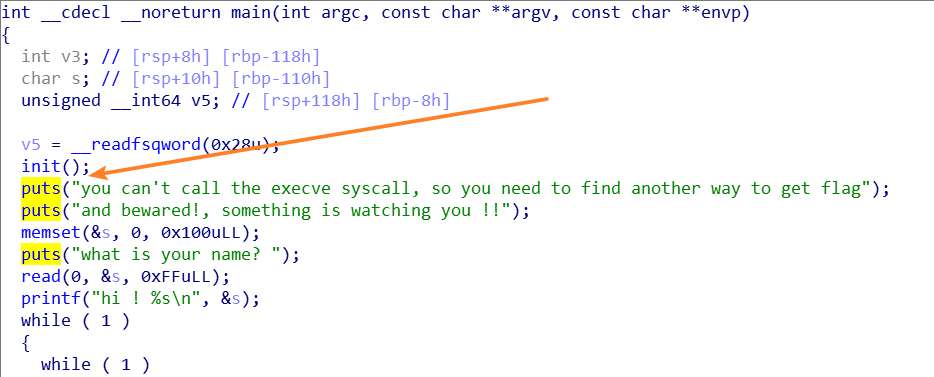 int __cdecl __noreturn main(int argc, const char **argv, const char **envp)
{
int v3; // [rsp+8h] [rbp-118h]
char s; // [rsp+10h] [rbp-110h]
unsigned __int64 v5; // [rsp+118h] [rbp-8h]
v5 = __readfsqword(0x28u);
init();
puts("you can't call the execve syscall, so you need to find another way to get flag");
puts("and bewared!, something is watching you !!");
memset(&s, 0, 0x100uLL);
puts("what is your name? ");
read(0, &s, 0xFFuLL);
printf("hi ! %s\n", &s);
while ( 1 )
{
while ( 1 )